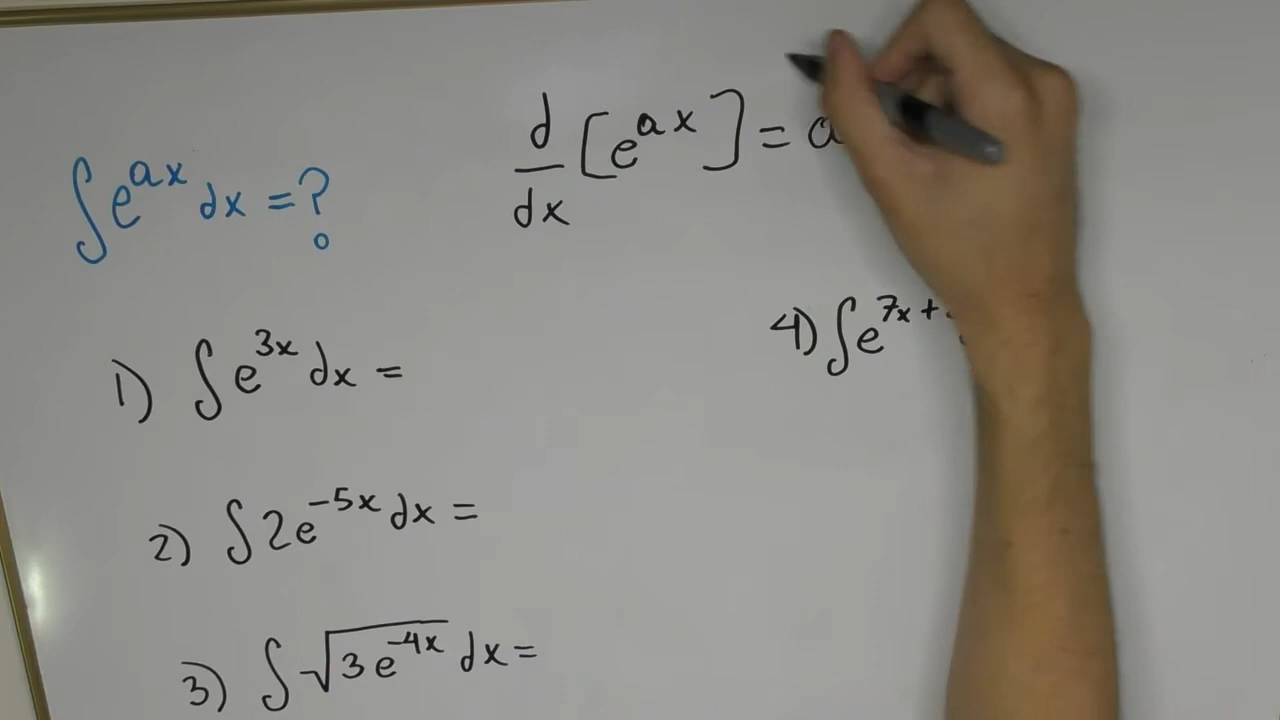 ∫e^{ax} dx = ?
d/dx [e^{ax}] = a
1) ∫e^{3x} dx =
2) ∫2e^{-5x} dx =
3) ∫√(3e^{-4x}) dx =
4) ∫e^{7x+